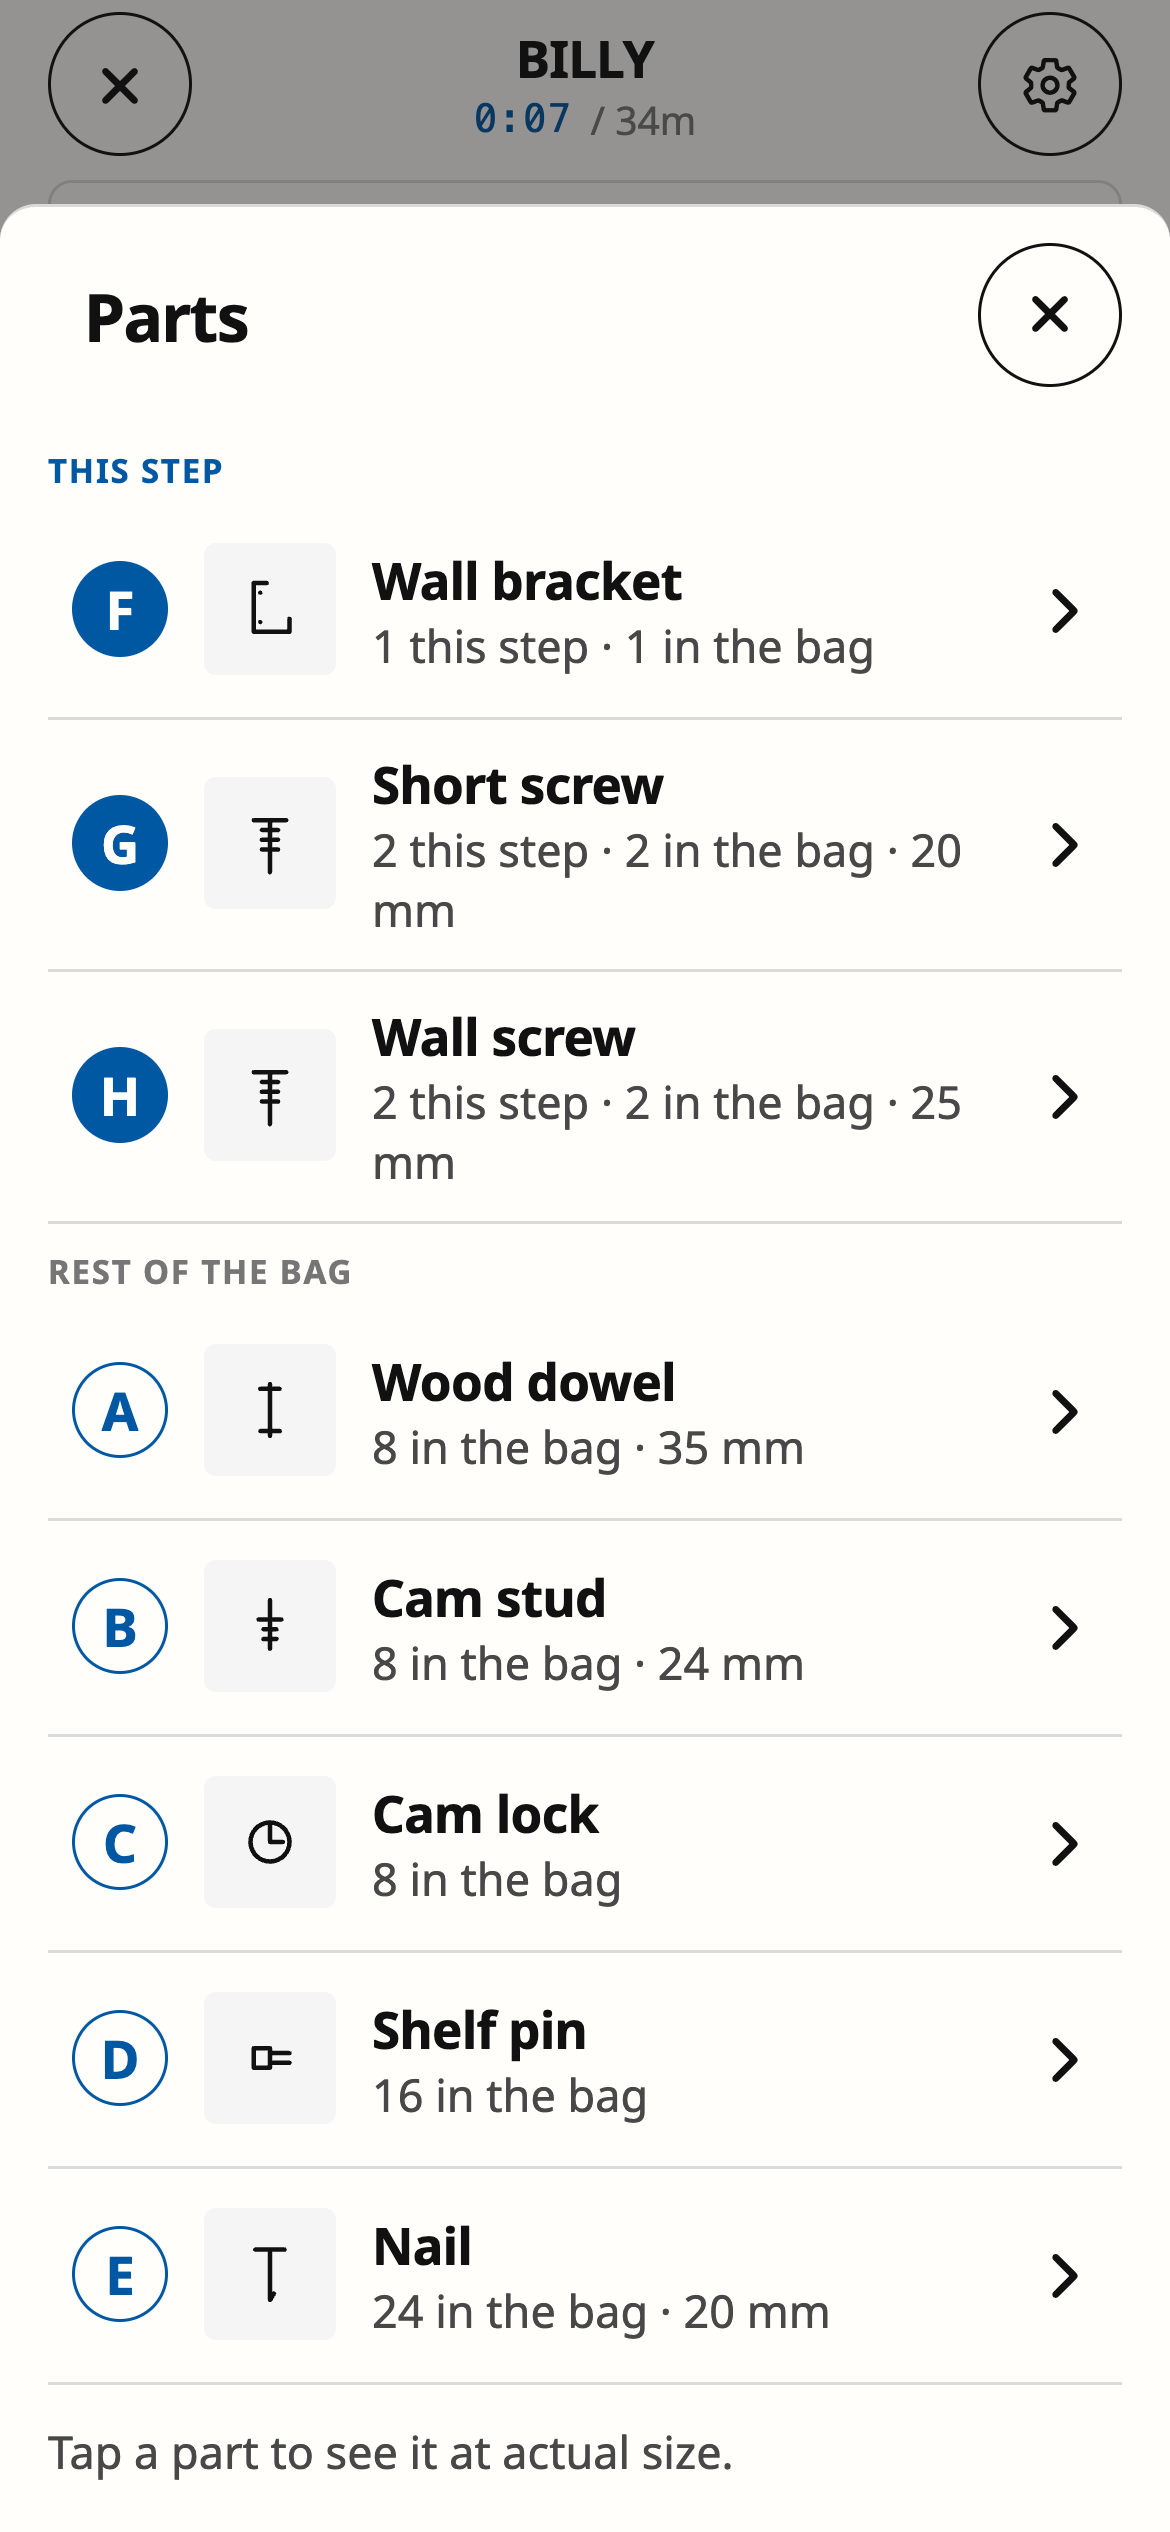 BILLY
0:07 / 34m
Parts
THIS STEP
F
Wall bracket
1 this step · 1 in the bag
G
Short screw
2 this step · 2 in the bag · 20
mm
H
Wall screw
2 this step · 2 in the bag · 25
mm
REST OF THE BAG
A
Wood dowel
8 in the bag · 35 mm
B
Cam stud
8 in the bag · 24 mm
C
Cam lock
8 in the bag
D
Shelf pin
16 in the bag
E
Nail
24 in the bag · 20 mm
Tap a part to see it at actual size.